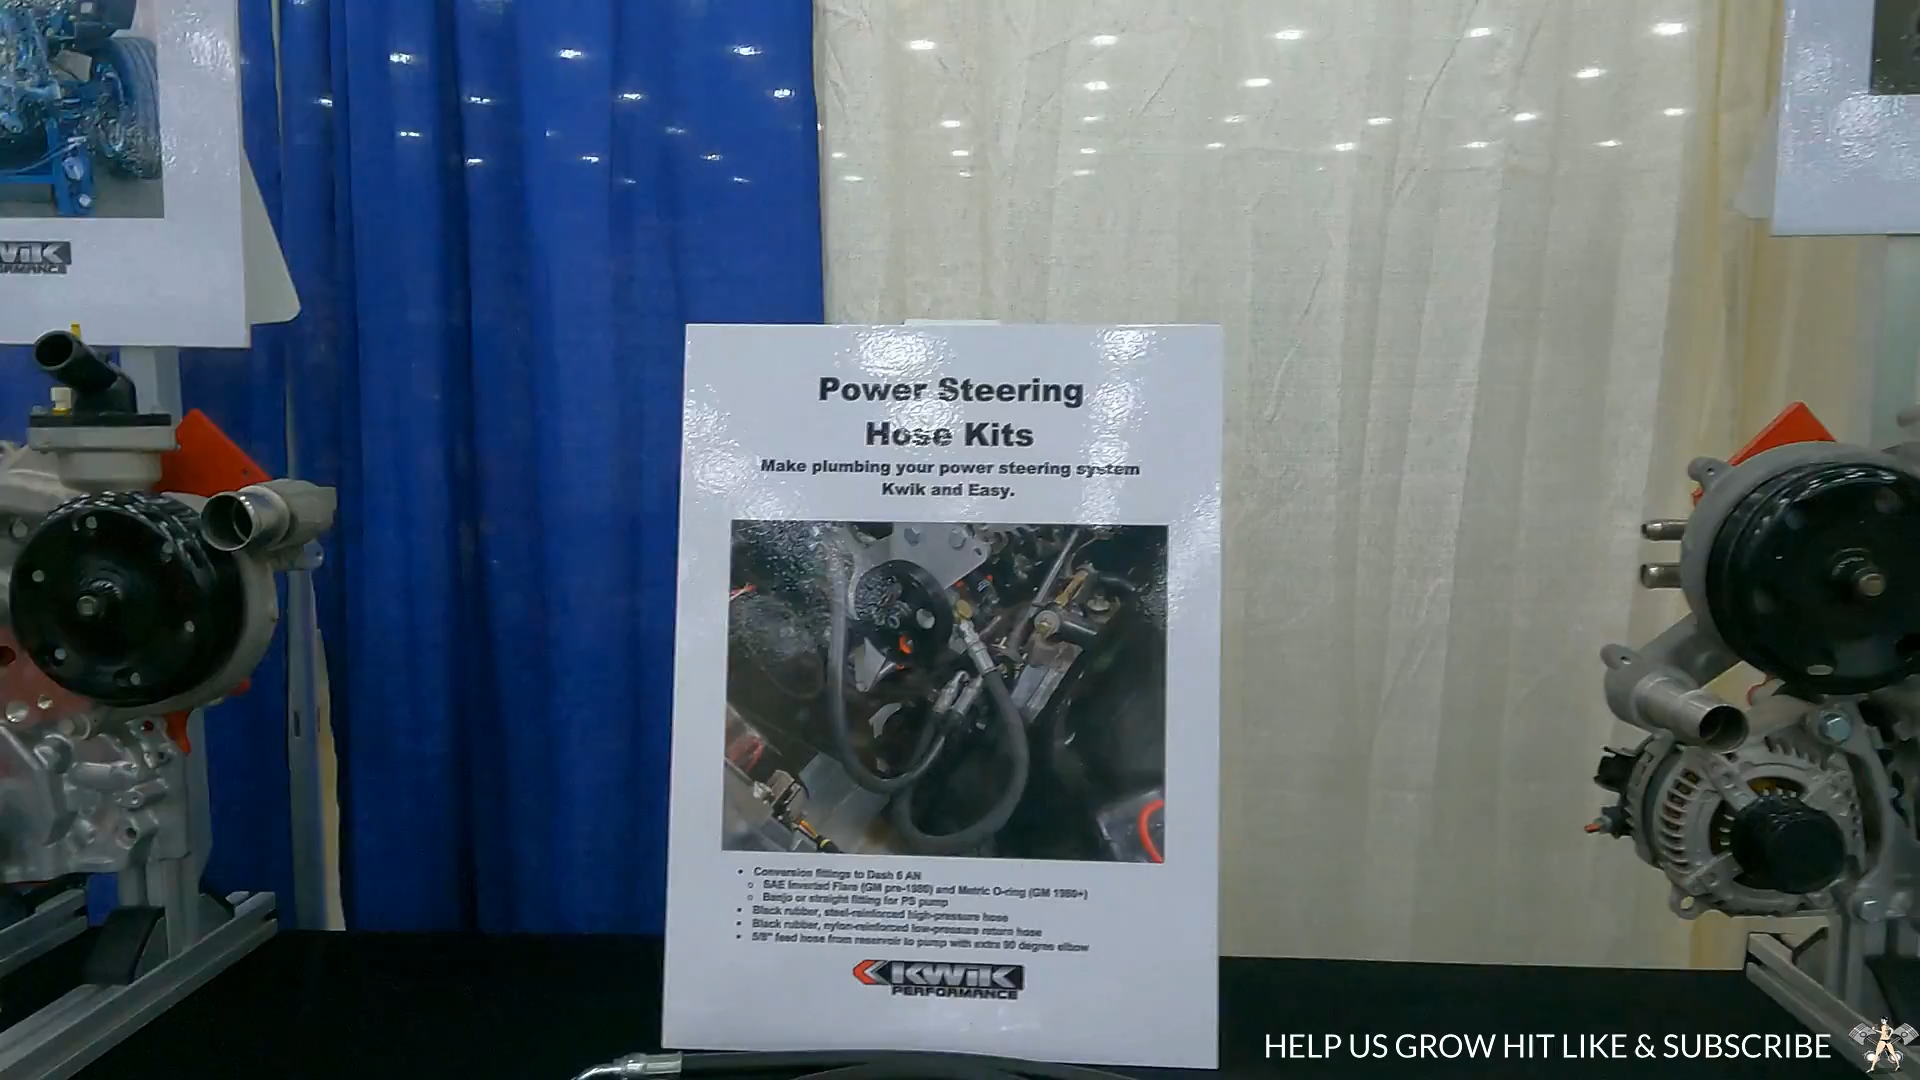 Power Steering
Hose Kits
Make plumbing your power steering system
Kwik and Easy.
• Conversion fittings to Dash 6 AN
o SAE Inverted Flare (GM pre-1980) and Metric O-ring (GM 1980+)
o Banjo or straight fitting for PS pump
• Black rubber, steel-reinforced high-pressure hose
• Black rubber, nylon-reinforced low-pressure return hose
• 5/8" feed hose from reservoir to pump with extra 90 degree elbow
KWiK
PERFORMANCE
HELP US GROW HIT LIKE & SUBSCRIBE